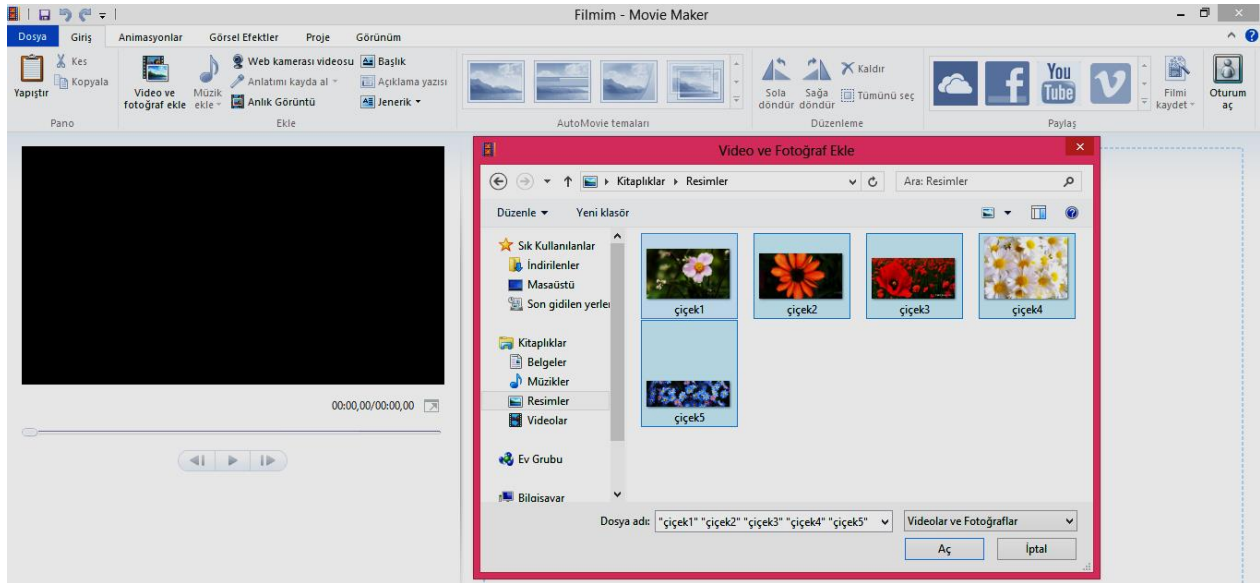 Filmim - Movie Maker
Dosya Giriş Animasyonlar Görsel Efektler Proje Görünüm
Yapıştır
Kes
Kopyala
Pano
Video ve fotoğraf ekle
Müzik ekle
Web kamerası videosu
Anlatımı kayda al
Anlık Görüntü
Başlık
Açıklama yazısı
Jenerik
Ekle
AutoMovie temaları
Sola döndür
Sağa döndür
Kaldır
Tümünü seç
Düzenleme
f
You Tube
V
Paylaş
Filmi kaydet
Oturum aç
00:00,00/00:00,00
Video ve Fotoğraf Ekle
Kitaplıklar Resimler
Ara: Resimler
Düzenle Yeni klasör
Sık Kullanılanlar
İndirilenler
Masaüstü
Son gidilen yerler
Kitaplıklar
Belgeler
Müzikler
Resimler
Videolar
Ev Grubu
Bilgisayar
çiçek1 çiçek2 çiçek3 çiçek4
çiçek5
Dosya adı: "çiçek1" "çiçek2" "çiçek3" "çiçek4" "çiçek5"
Videolar ve Fotoğraflar
Aç İptal